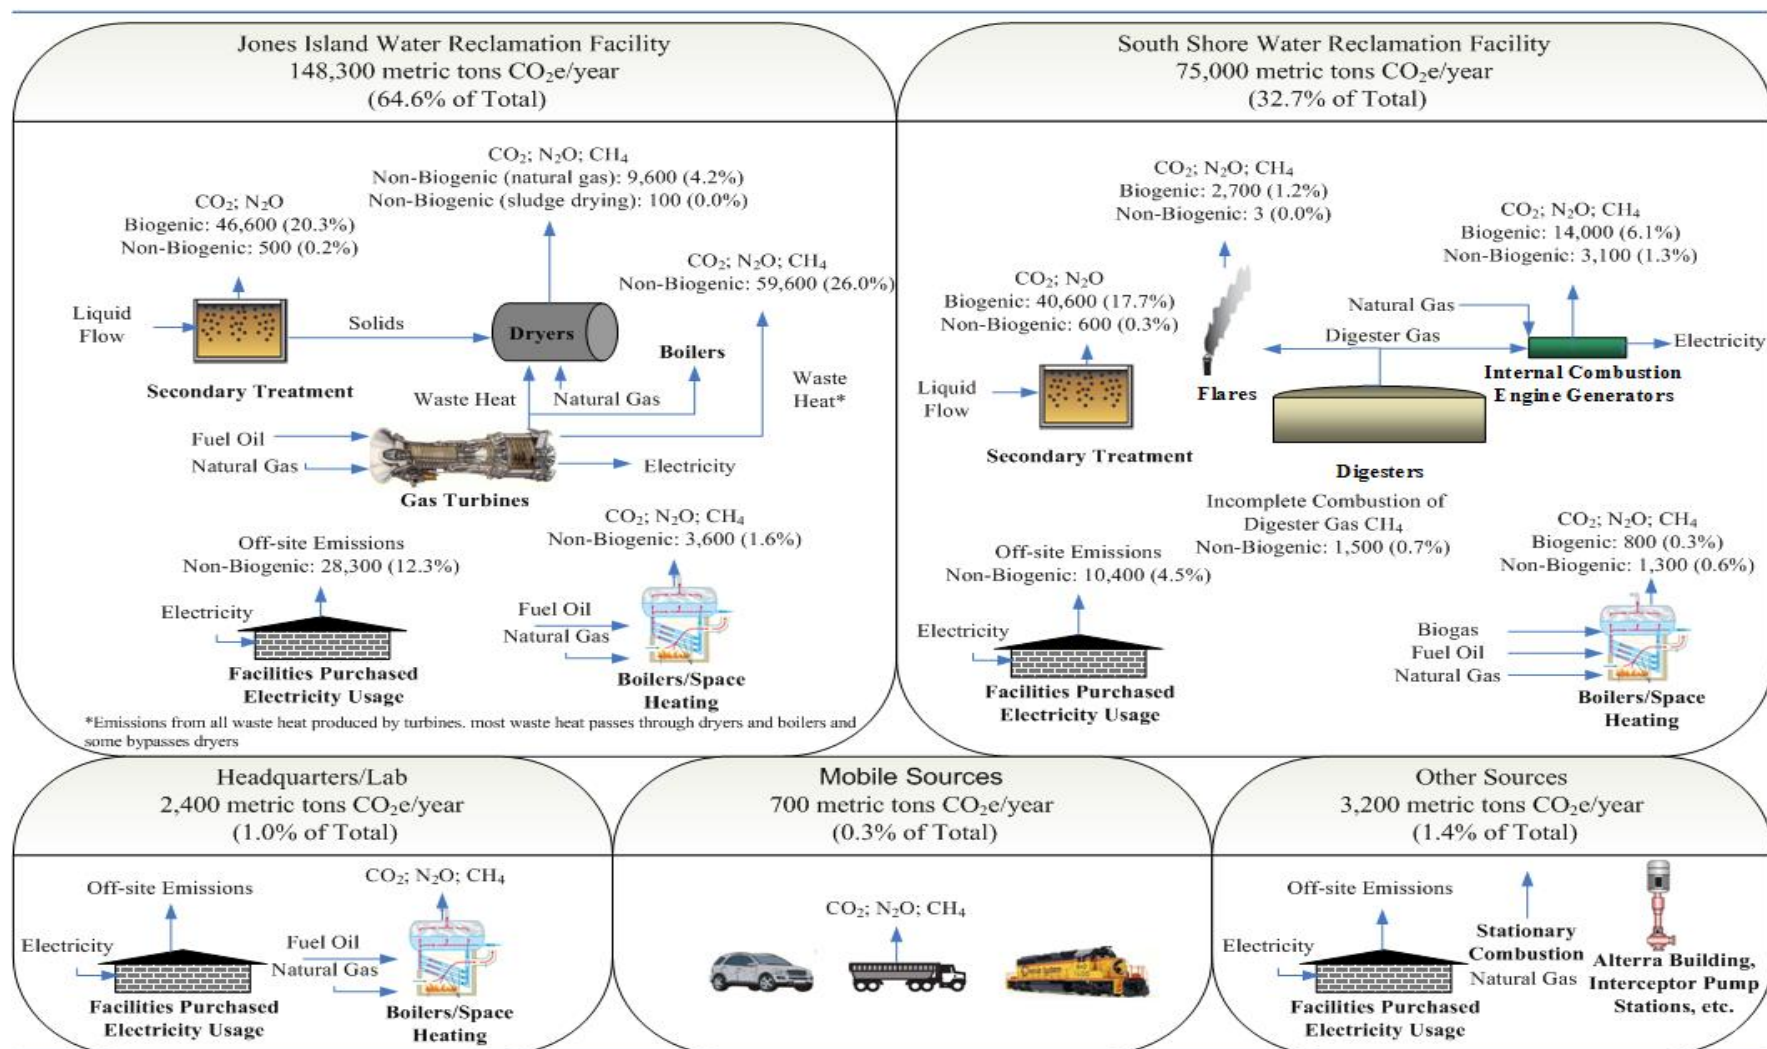 Jones Island Water Reclamation Facility
148,300 metric tons CO₂e/year
(64.6% of Total)
CO₂; N₂O
Biogenic: 46,600 (20.3%)
Non-Biogenic: 500 (0.2%)
CO₂; N₂O; CH₄
Non-Biogenic (natural gas): 9,600 (4.2%)
Non-Biogenic (sludge drying): 100 (0.0%)
CO₂; N₂O; CH₄
Non-Biogenic: 59,600 (26.0%)
Liquid
Flow
Solids
Dryers
Boilers
Secondary Treatment
Waste Heat
Natural Gas
Waste
Heat*
Fuel Oil
Natural Gas
Electricity
Gas Turbines
Off-site Emissions
Non-Biogenic: 28,300 (12.3%)
Electricity
Facilities Purchased
Electricity Usage
CO₂; N₂O; CH₄
Non-Biogenic: 3,600 (1.6%)
Fuel Oil
Natural Gas
Boilers/Space
Heating
*Emissions from all waste heat produced by turbines. most waste heat passes through dryers and boilers and
some bypasses dryers
South Shore Water Reclamation Facility
75,000 metric tons CO₂e/year
(32.7% of Total)
CO₂; N₂O; CH₄
Biogenic: 2,700 (1.2%)
Non-Biogenic: 3 (0.0%)
CO₂; N₂O; CH₄
Biogenic: 14,000 (6.1%)
Non-Biogenic: 3,100 (1.3%)
CO₂; N₂O
Biogenic: 40,600 (17.7%)
Non-Biogenic: 600 (0.3%)
Natural Gas
Digester Gas
Electricity
Liquid
Flow
Flares
Internal Combustion
Engine Generators
Secondary Treatment
Digesters
Incomplete Combustion of
Digester Gas CH₄
Non-Biogenic: 1,500 (0.7%)
Off-site Emissions
Non-Biogenic: 10,400 (4.5%)
Electricity
Facilities Purchased
Electricity Usage
CO₂; N₂O; CH₄
Biogenic: 800 (0.3%)
Non-Biogenic: 1,300 (0.6%)
Biogas
Fuel Oil
Natural Gas
Boilers/Space
Heating
Headquarters/Lab
2,400 metric tons CO₂e/year
(1.0% of Total)
Off-site Emissions
Electricity
Facilities Purchased
Electricity Usage
CO₂; N₂O; CH₄
Fuel Oil
Natural Gas
Boilers/Space
Heating
Mobile Sources
700 metric tons CO₂e/year
(0.3% of Total)
CO₂; N₂O; CH₄
Other Sources
3,200 metric tons CO₂e/year
(1.4% of Total)
Off-site Emissions
Electricity
Facilities Purchased
Electricity Usage
Stationary
Combustion
Natural Gas
Alterra Building,
Interceptor Pump
Stations, etc.